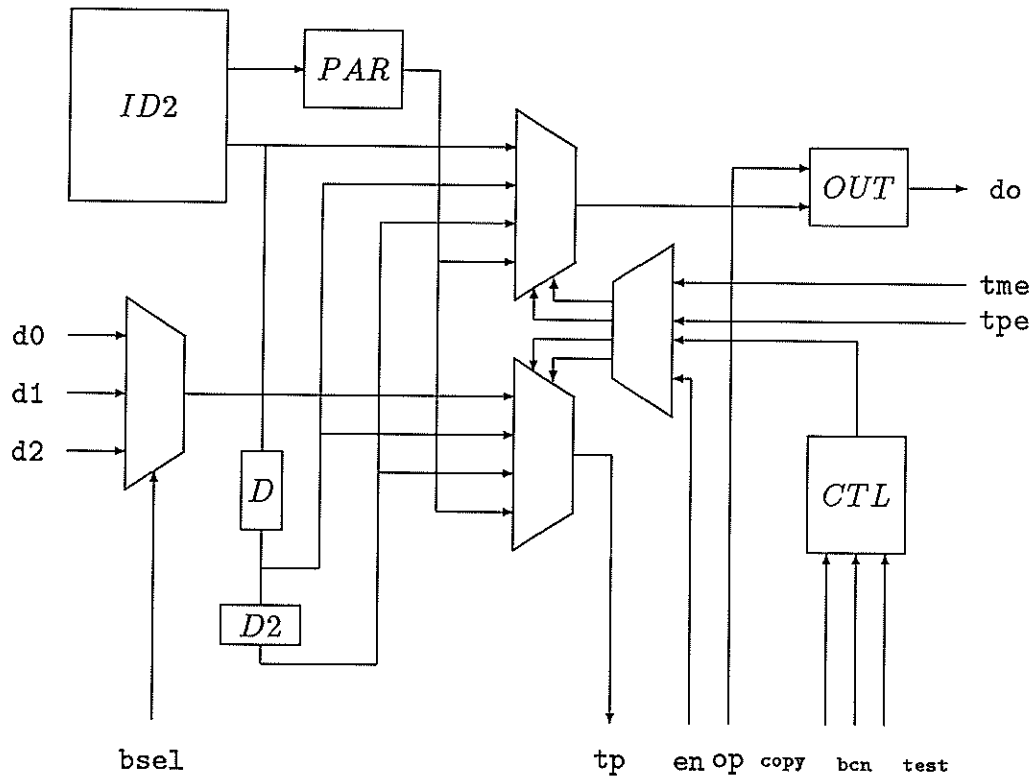 PAR
ID2
OUT
do
tme
tpe
d0
d1
d2
D
CTL
D2
bsel
tp
en
op
copy
bcn
test